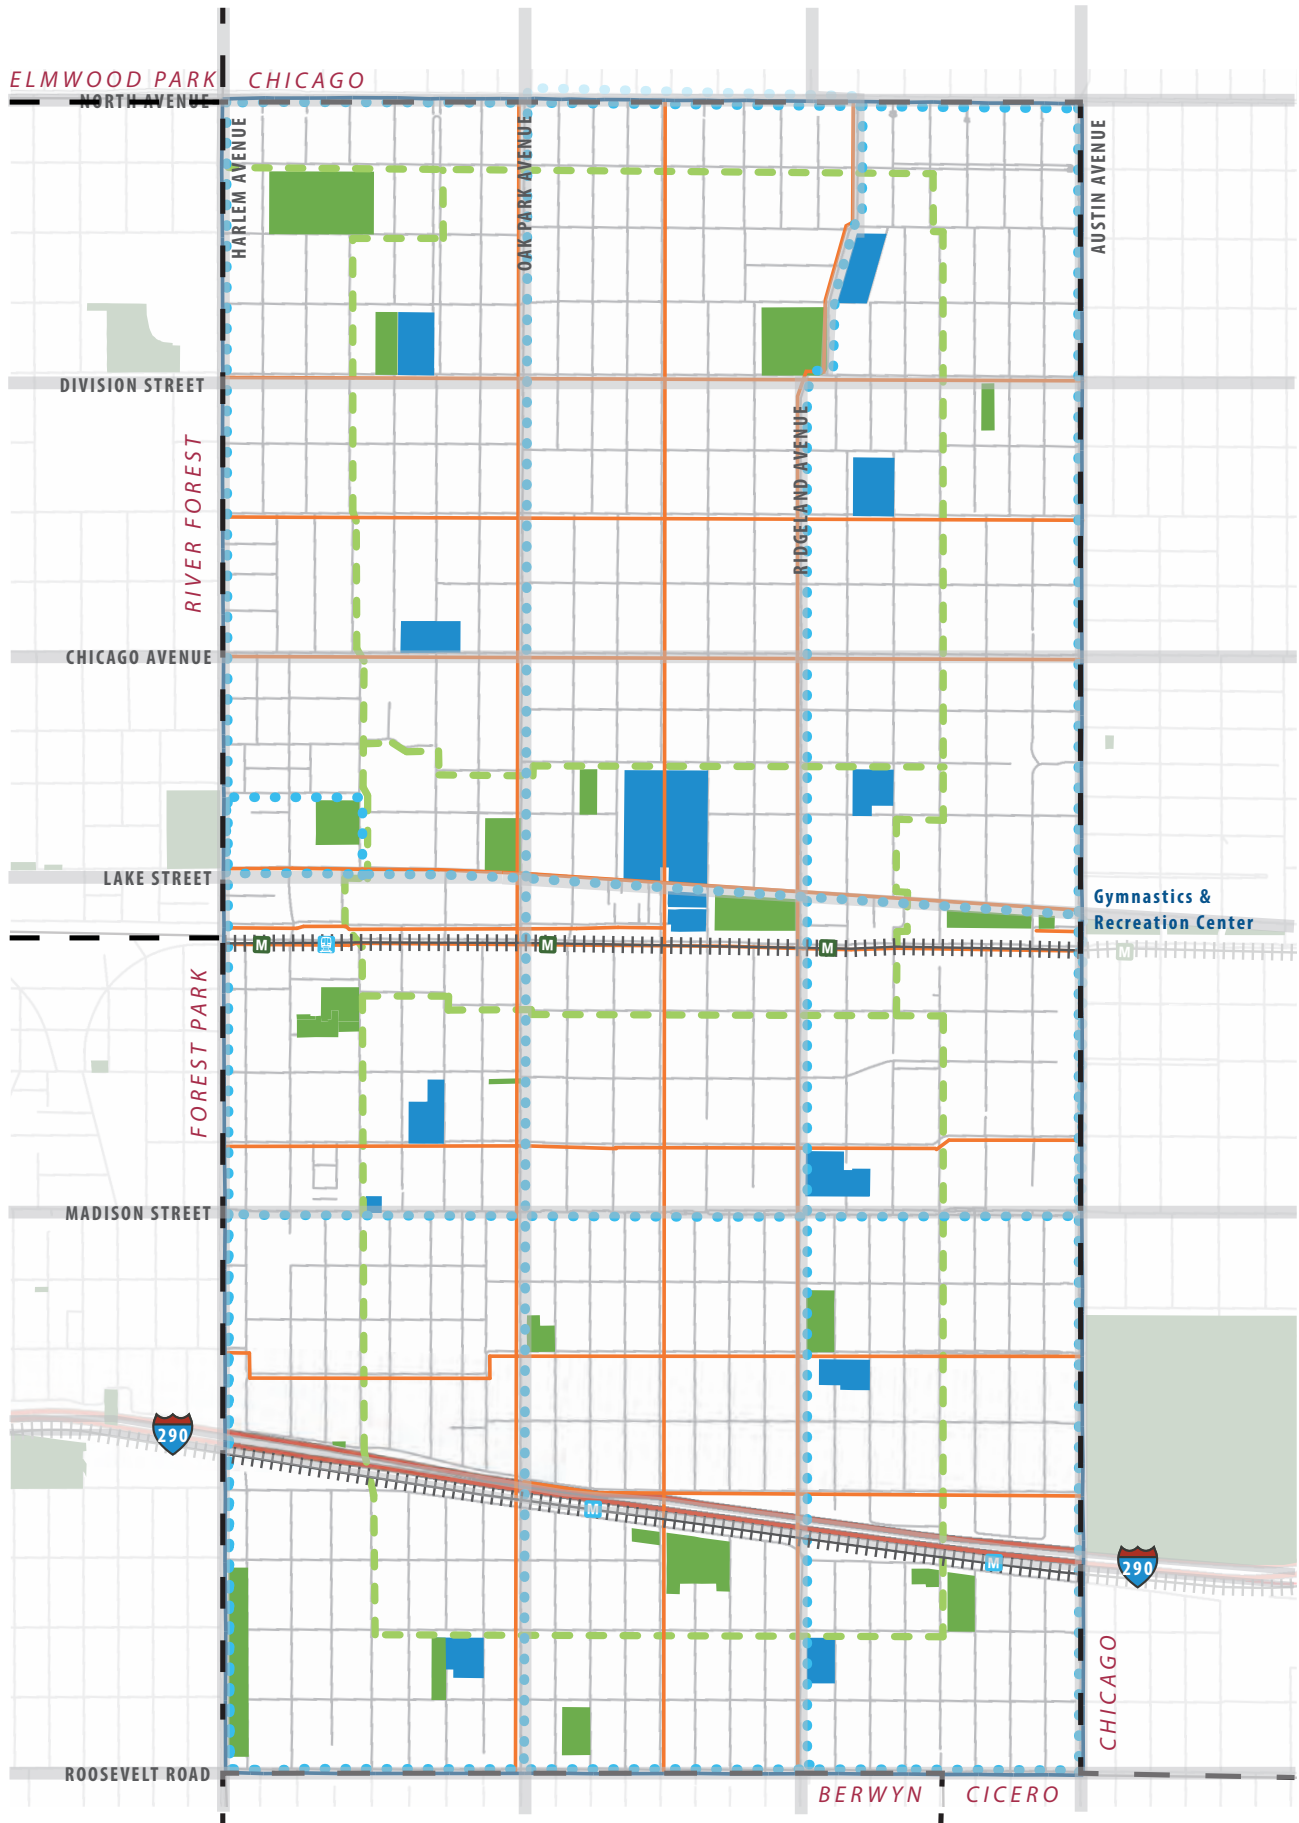 ELMWOOD PARK
CHICAGO
NORTH AVENUE
HARLEM AVENUE
OAK PARK AVENUE
AUSTIN AVENUE
DIVISION STREET
RIDGELAND AVENUE
RIVER FOREST
CHICAGO AVENUE
LAKE STREET
Gymnastics &
Recreation Center
M
M
M
M
FOREST PARK
MADISON STREET
290
M
M
290
CHICAGO
ROOSEVELT ROAD
BERWYN
CICERO